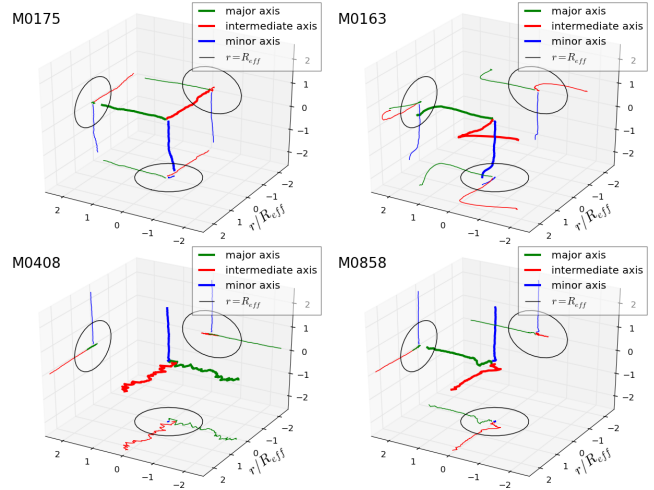 M0175
major axis
intermediate axis
minor axis
r=R_eff
2
1
0
−1
−2
2
1
0
−1
−2
2
1
0
−1
−2
r/R_eff
M0163
major axis
intermediate axis
minor axis
r=R_eff
2
1
0
−1
−2
2
1
0
−1
−2
2
1
0
−1
−2
r/R_eff
M0408
major axis
intermediate axis
minor axis
r=R_eff
2
1
0
−1
−2
2
1
0
−1
−2
2
1
0
−1
−2
r/R_eff
M0858
major axis
intermediate axis
minor axis
r=R_eff
2
1
0
−1
−2
2
1
0
−1
−2
2
1
0
−1
−2
r/R_eff